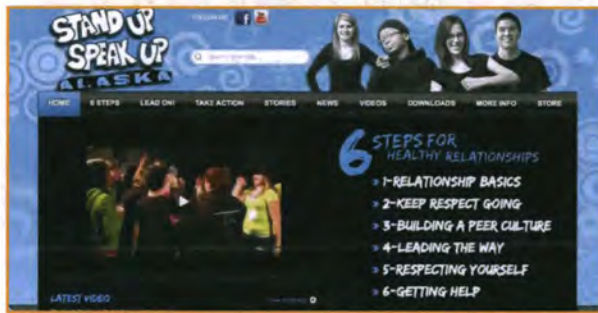 STAND UP
SPEAK UP
ALASKA
FOLLOW US
HOME 6 STEPS LEAD ON! TAKE ACTION STORIES NEWS VIDEOS DOWNLOADS MORE INFO STORE
6 STEPS FOR
HEALTHY RELATIONSHIPS
» 1-RELATIONSHIP BASICS
» 2-KEEP RESPECT GOING
» 3-BUILDING A PEER CULTURE
» 4-LEADING THE WAY
» 5-RESPECTING YOURSELF
» 6-GETTING HELP
LATEST VIDEO